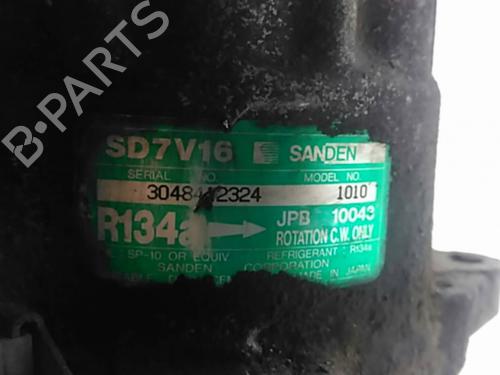 SD7V16 SANDEN
SERIAL NO. MODEL NO.
1010
R134a JPB 10043
ROTATION C.W. ONLY
SP-10 OR EQUIV REFRIGERANT : R134a
SANDEN CORPORATION
MADE IN JAPAN
B-PARTS